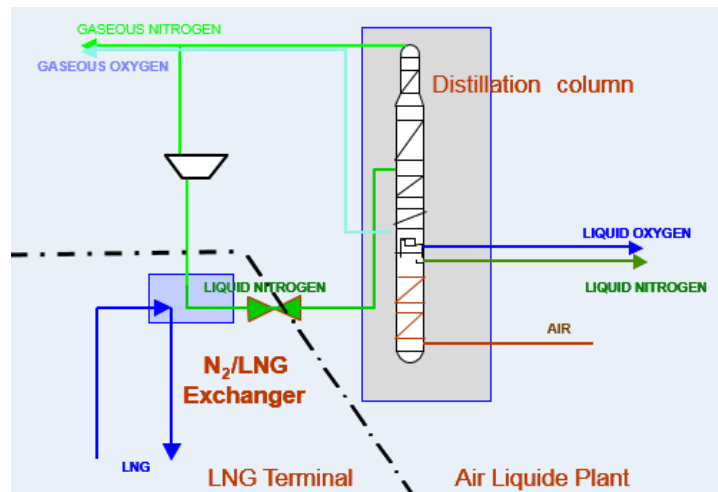 GASEOUS NITROGEN
GASEOUS OXYGEN
Distillation column
LIQUID OXYGEN
LIQUID NITROGEN
LIQUID NITROGEN
AIR
N₂/LNG
Exchanger
LNG
LNG Terminal
Air Liquide Plant